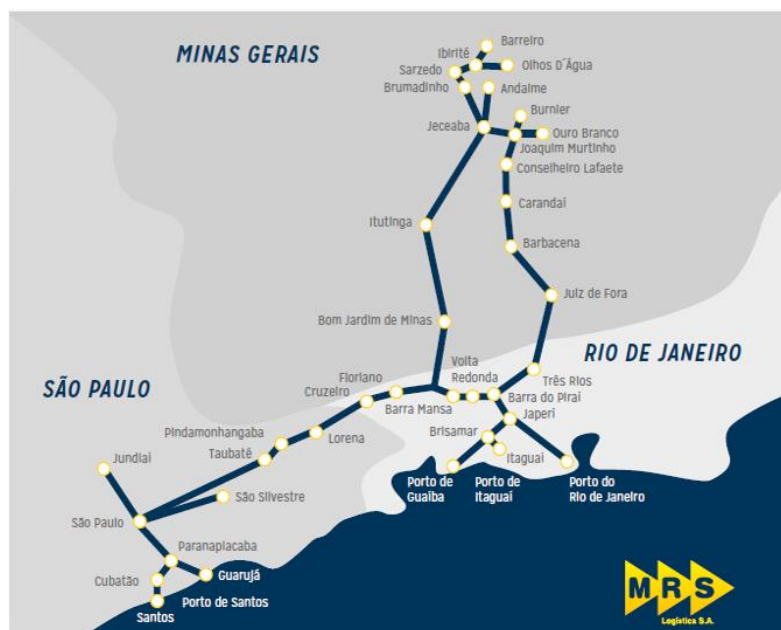 MINAS GERAIS
Barreiro
Ibirité
Olhos D´Água
Sarzedo
Brumadinho
Andaime
Burnier
Jeceaba
Ouro Branco
Joaquim Murtinho
Conselheiro Lafaete
Carandaí
Itutinga
Barbacena
Juiz de Fora
Bom Jardim de Minas
RIO DE JANEIRO
Volta
Redonda
Três Rios
SÃO PAULO
Floriano
Cruzeiro
Barra Mansa
Barra do Piraí
Japeri
Pindamonhangaba
Lorena
Brisamar
Taubaté
Itaguaí
Jundiaí
São Silvestre
Porto de
Guaíba
Porto de
Itaguaí
Porto do
Rio de Janeiro
São Paulo
Paranapiacaba
Cubatão
Guarujá
Porto de Santos
Santos
MRS
Logística S.A.